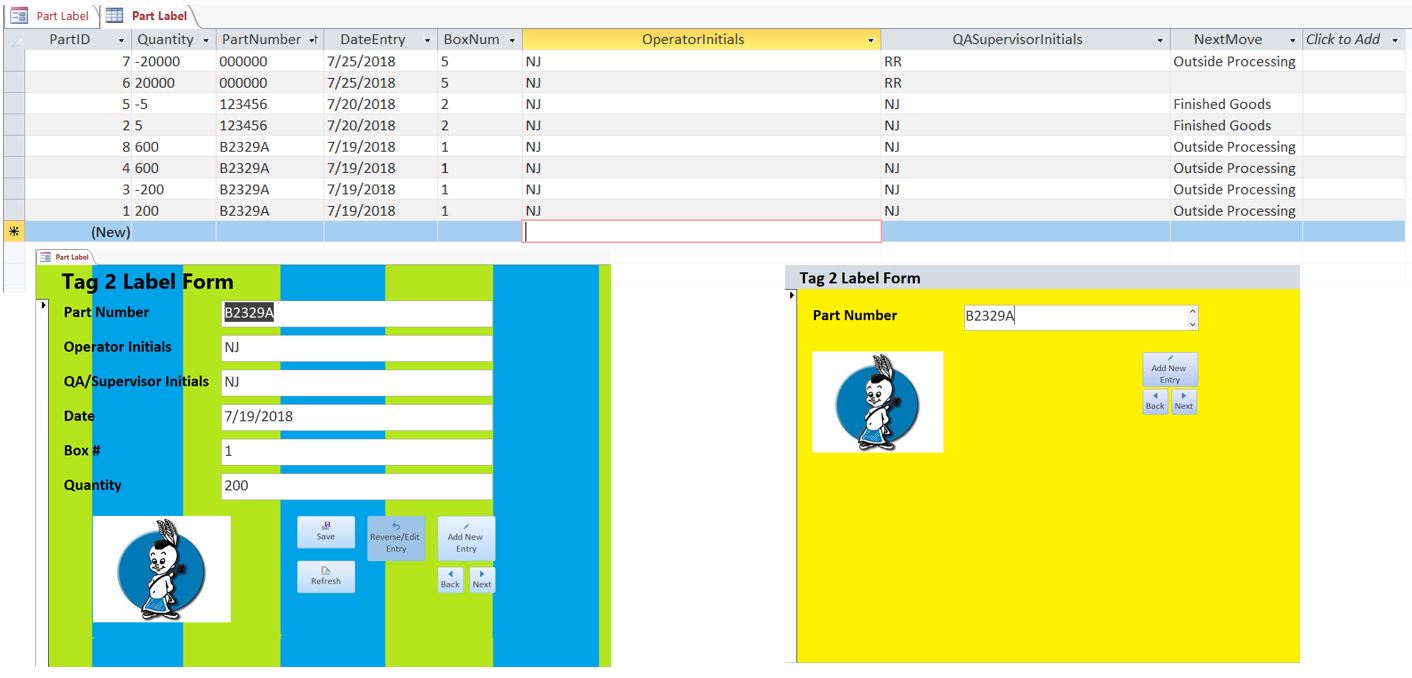 Part Label Part Label
PartID Quantity PartNumber DateEntry BoxNum OperatorInitials QASupervisorInitials NextMove Click to Add
7 -20000 000000 7/25/2018 5 NJ RR Outside Processing
6 20000 000000 7/25/2018 5 NJ RR
5 -5 123456 7/20/2018 2 NJ NJ Finished Goods
2 5 123456 7/20/2018 2 NJ NJ Finished Goods
8 600 B2329A 7/19/2018 1 NJ NJ Outside Processing
4 600 B2329A 7/19/2018 1 NJ NJ Outside Processing
3 -200 B2329A 7/19/2018 1 NJ NJ Outside Processing
1 200 B2329A 7/19/2018 1 NJ NJ Outside Processing
(New)
Part Label
Tag 2 Label Form
Part Number B2329A
Operator Initials NJ
QA/Supervisor Initials NJ
Date 7/19/2018
Box # 1
Quantity 200
Save
Reverse/Edit
Entry
Add New
Entry
Refresh
Back Next
Tag 2 Label Form
Part Number B2329A
Add New
Entry
Back Next